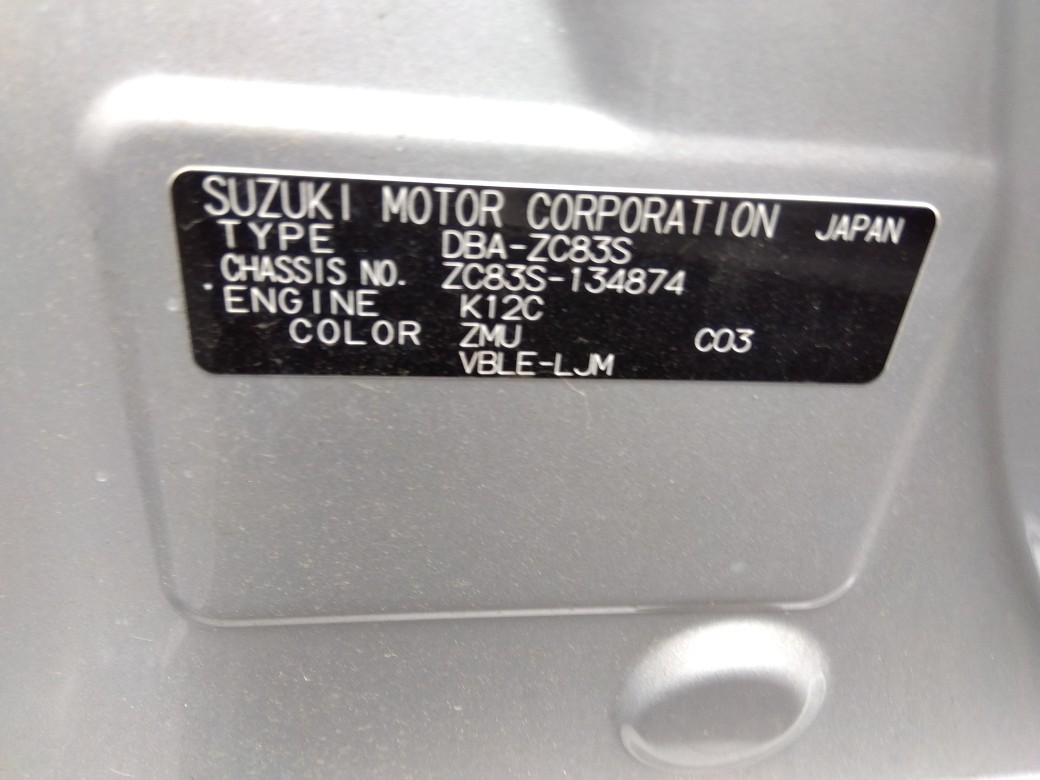 SUZUKI MOTOR CORPORATION JAPAN
TYPE DBA-ZC83S
CHASSIS NO. ZC83S-134874
ENGINE K12C
COLOR ZMU C03
VBLE-LJM